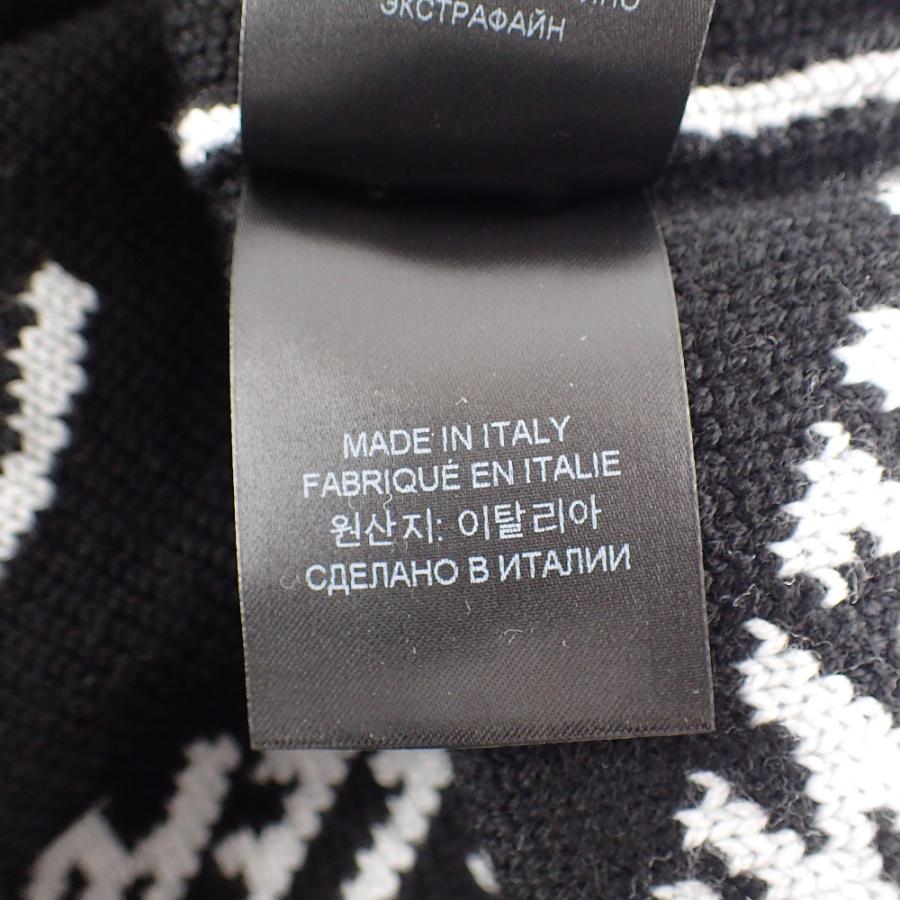 ЭКСТРАФАЙН
MADE IN ITALY
FABRIQUÉ EN ITALIE
원산지: 이탈리아
СДЕЛАНО В ИТАЛИИ